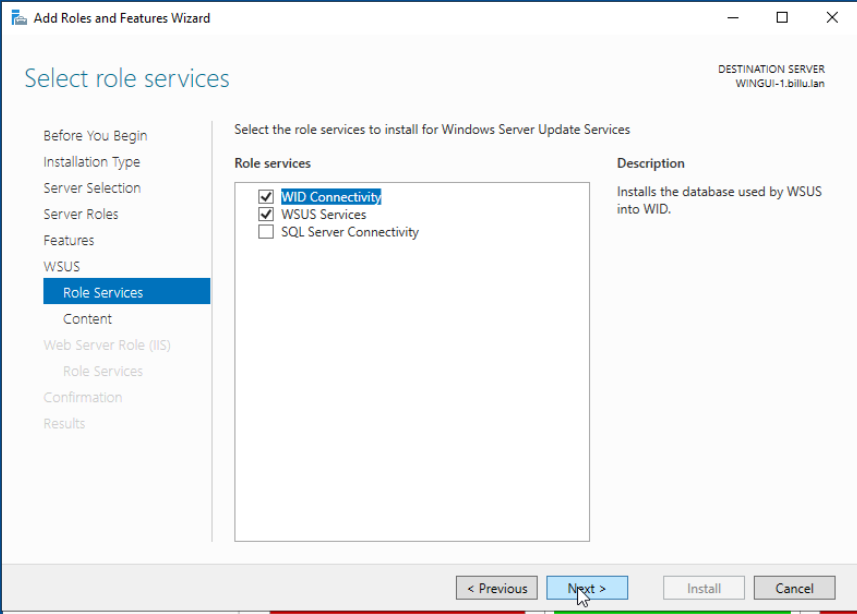 Add Roles and Features Wizard
Select role services
DESTINATION SERVER
WINGUI-1.billu.lan
Before You Begin
Installation Type
Server Selection
Server Roles
Features
WSUS
Role Services
Content
Web Server Role (IIS)
Role Services
Confirmation
Results
Select the role services to install for Windows Server Update Services
Role services
WID Connectivity
WSUS Services
SQL Server Connectivity
Description
Installs the database used by WSUS
into WID.
< Previous
Next >
Install
Cancel